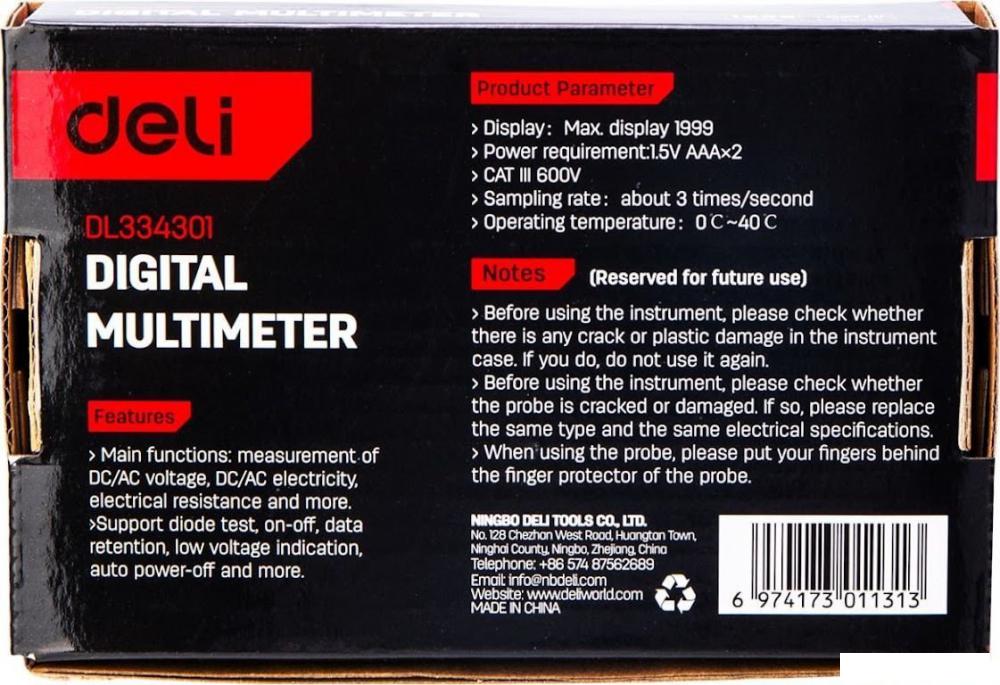 DIGITAL MULTIMETER
deli
DL334301
DIGITAL
MULTIMETER
Features
› Main functions: measurement of
DC/AC voltage, DC/AC electricity,
electrical resistance and more.
›Support diode test, on-off, data
retention, low voltage indication,
auto power-off and more.
Product Parameter
› Display: Max. display 1999
› Power requirement:1.5V AAA×2
› CAT III 600V
› Sampling rate: about 3 times/second
› Operating temperature: 0℃~40℃
Notes (Reserved for future use)
› Before using the instrument, please check whether
there is any crack or plastic damage in the instrument
case. If you do, do not use it again.
› Before using the instrument, please check whether
the probe is cracked or damaged. If so, please replace
the same type and the same electrical specifications.
› When using the probe, please put your fingers behind
the finger protector of the probe.
NINGBO DELI TOOLS CO., LTD.
No. 128 Chezhan West Road, Huangtan Town,
Ninghai County, Ningbo, Zhejiang, China
Telephone: +86 574 87562689
Email: info@nbdeli.com
Website: www.deliworld.com
MADE IN CHINA
6 974173 011313